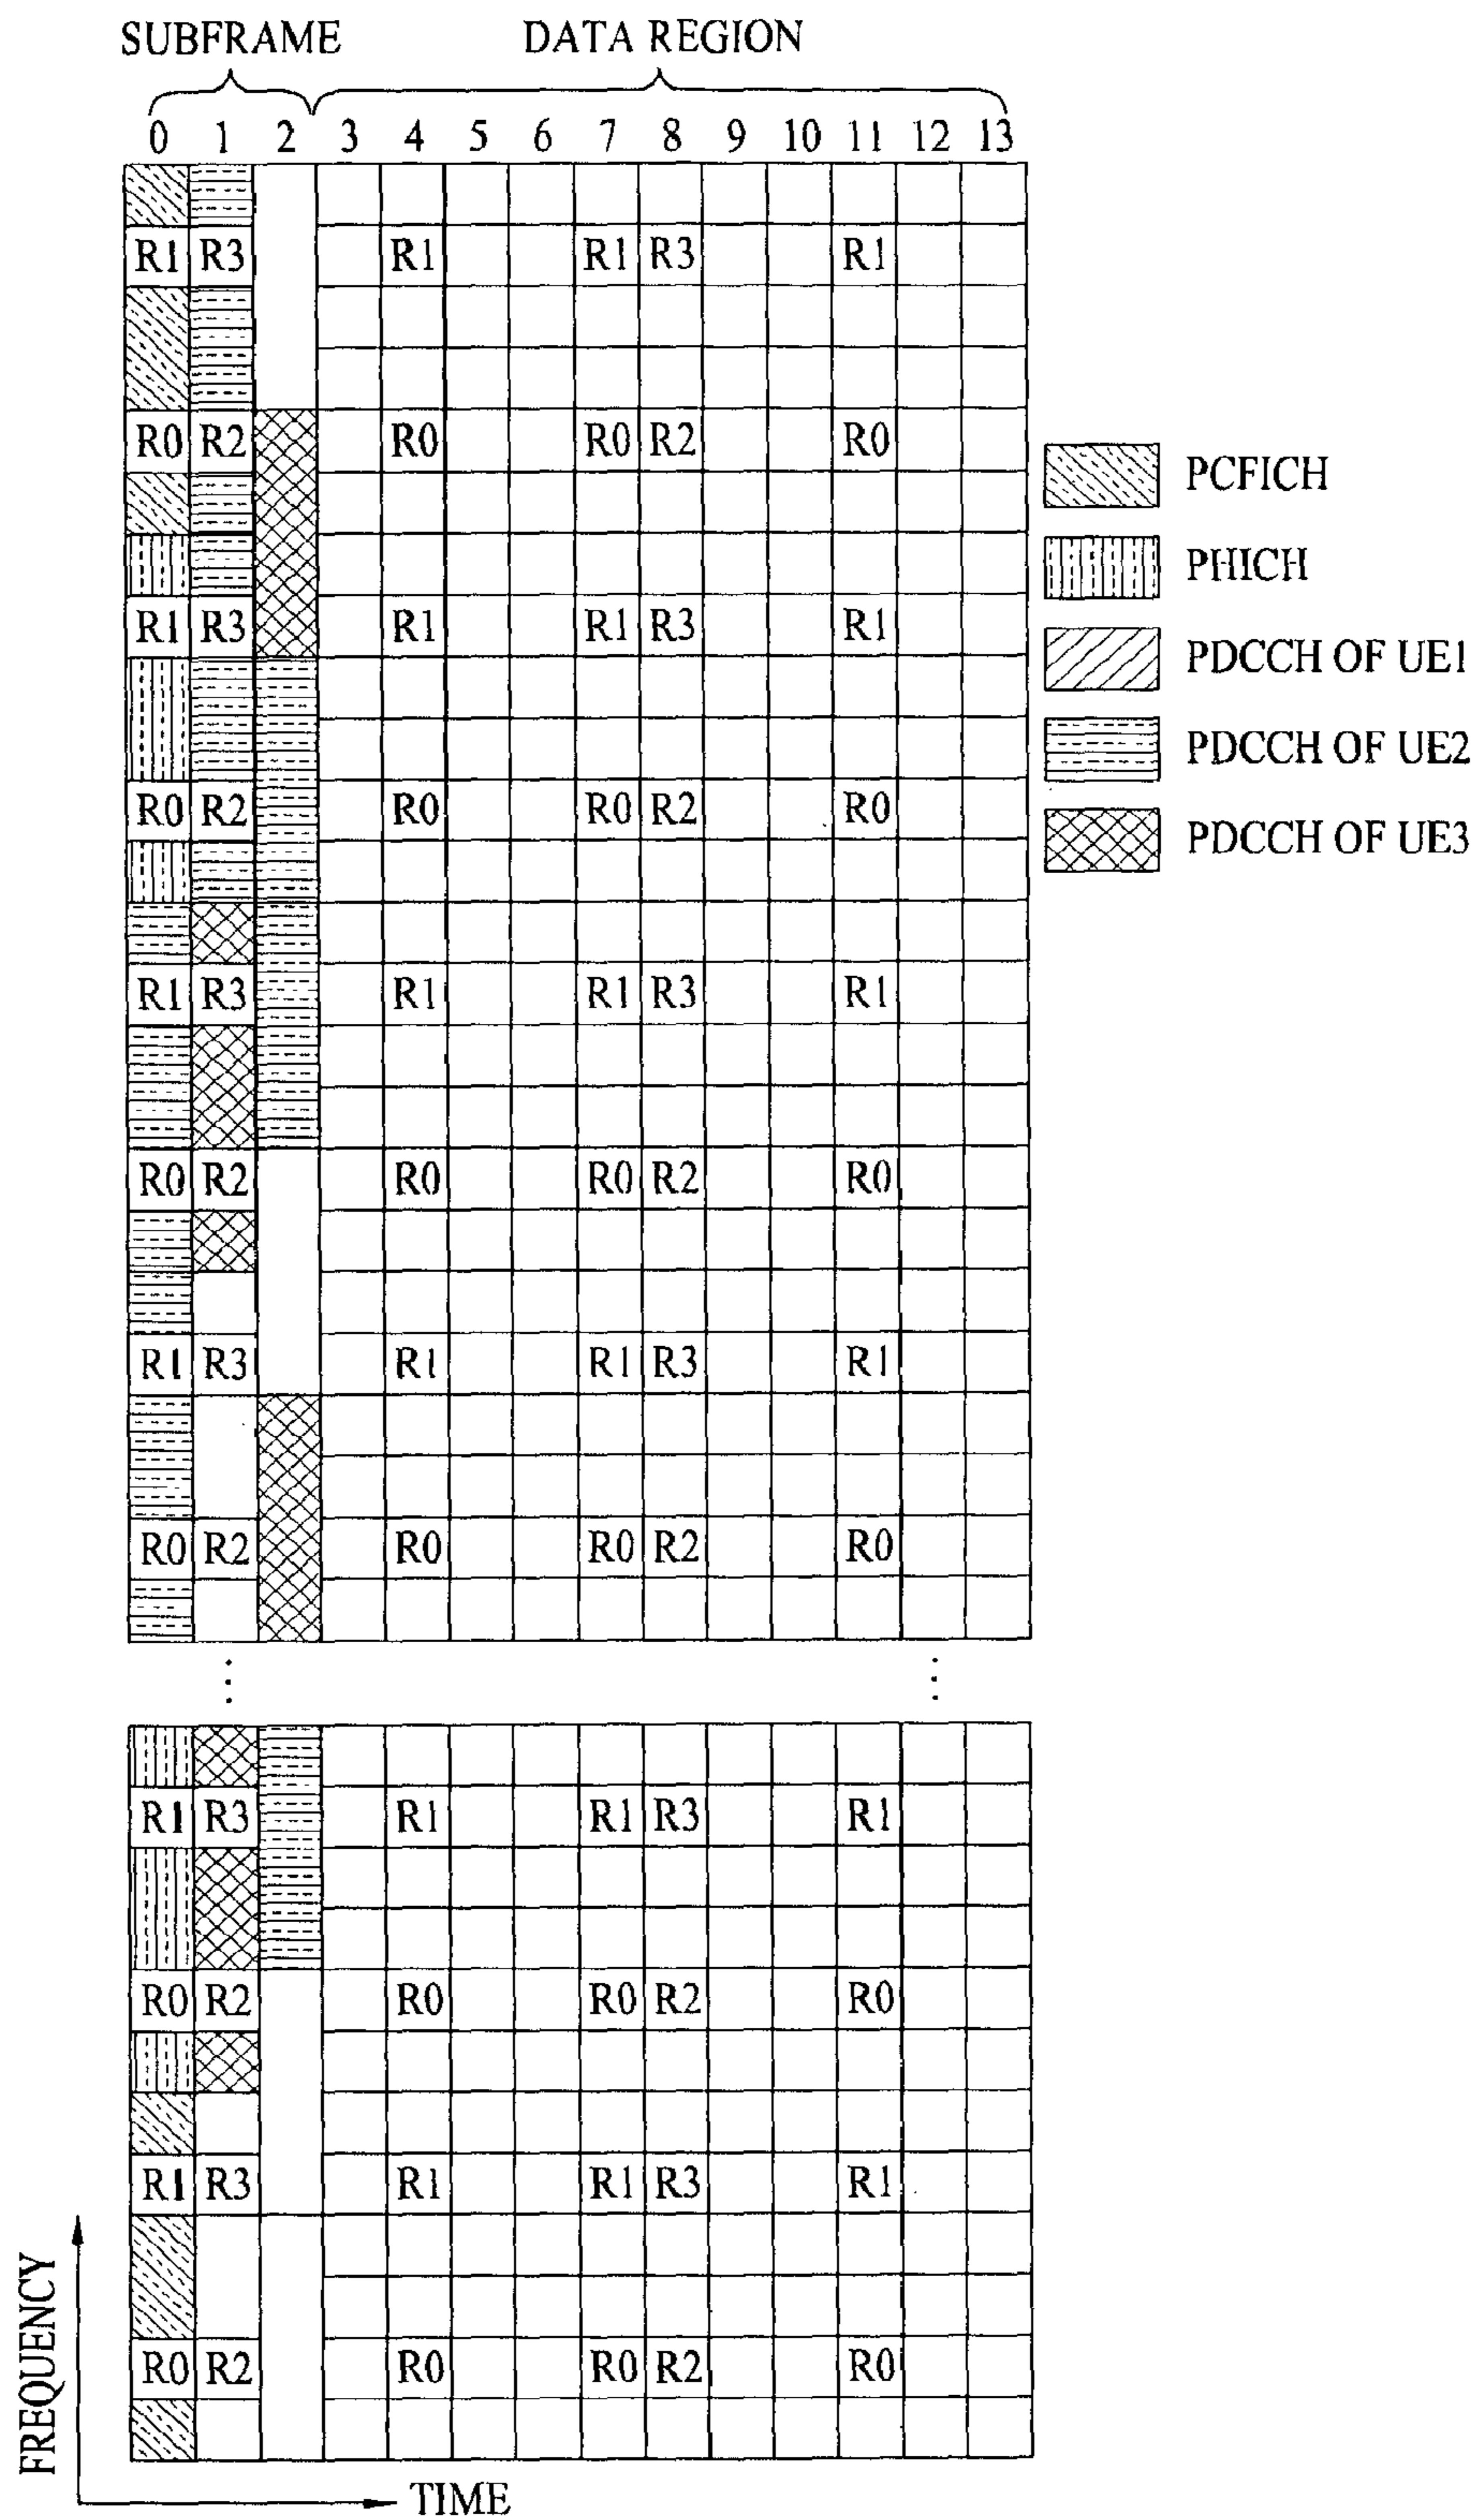 SUBFRAME DATA REGION
0 1 2 3 4 5 6 7 8 9 10 11 12 13
R1 R3 R1 R1 R3 R1
R0 R2 R0 R0 R2 R0
PCFICH
PHICH
R1 R3 R1 R1 R3 R1
PDCCH OF UE1
PDCCH OF UE2
R0 R2 R0 R0 R2 R0
PDCCH OF UE3
R1 R3 R1 R1 R3 R1
R0 R2 R0 R0 R2 R0
R1 R3 R1 R1 R3 R1
R0 R2 R0 R0 R2 R0
R1 R3 R1 R1 R3 R1
R0 R2 R0 R0 R2 R0
R1 R3 R1 R1 R3 R1
R0 R2 R0 R0 R2 R0
FREQUENCY
TIME